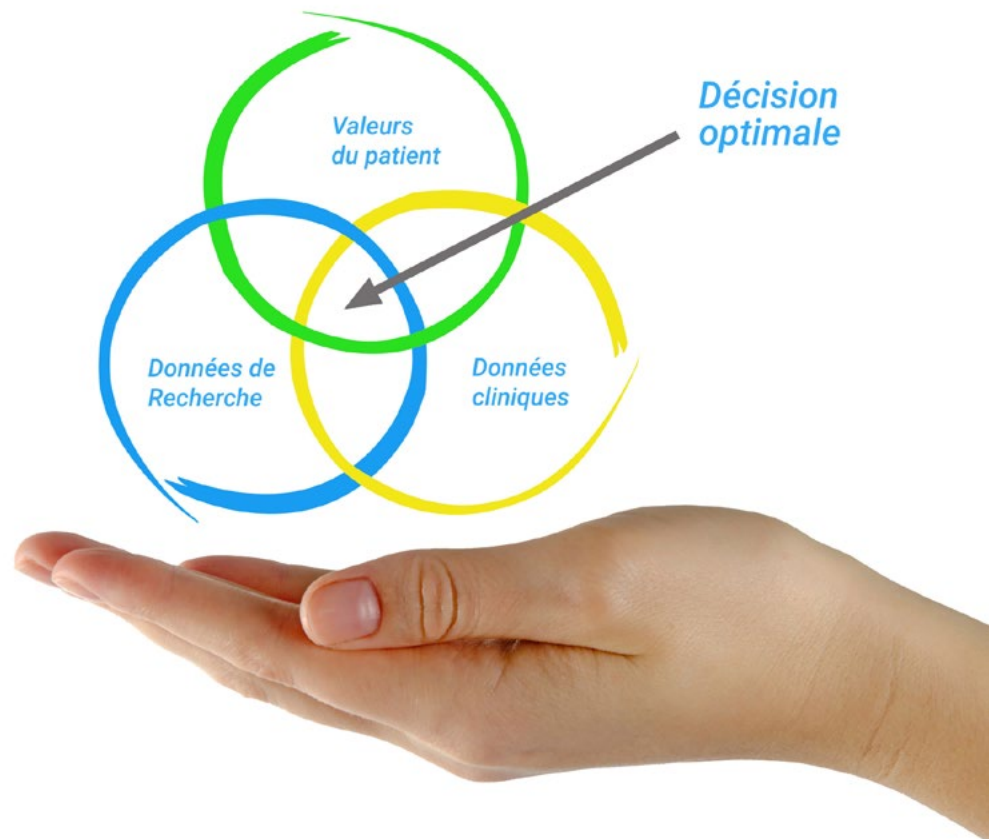 Valeurs
du patient
Décision
optimale
Données de
Recherche
Données
cliniques